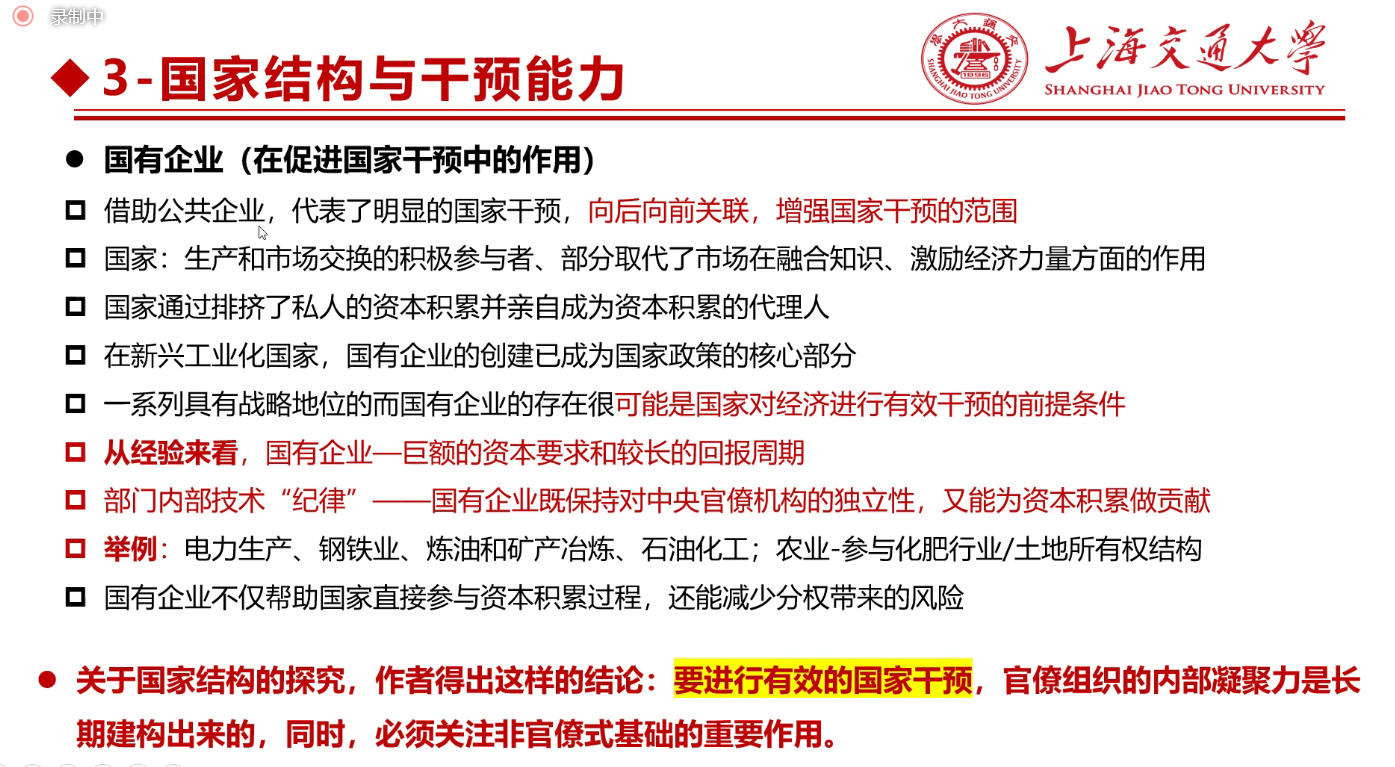 录制中
3-国家结构与干预能力
上海交通大学
SHANGHAI JIAO TONG UNIVERSITY
SHANGHAI JIAO TONG UNIVERSITY
1896
国有企业（在促进国家干预中的作用）
借助公共企业，代表了明显的国家干预，向后向前关联，增强国家干预的范围
国家：生产和市场交换的积极参与者、部分取代了市场在融合知识、激励经济力量方面的作用
国家通过排挤了私人的资本积累并亲自成为资本积累的代理人
在新兴工业化国家，国有企业的创建已成为国家政策的核心部分
一系列具有战略地位的而国有企业的存在很可能是国家对经济进行有效干预的前提条件
从经验来看，国有企业—巨额的资本要求和较长的回报周期
部门内部技术“纪律”——国有企业既保持对中央官僚机构的独立性，又能为资本积累做贡献
举例：电力生产、钢铁业、炼油和矿产冶炼、石油化工；农业-参与化肥行业/土地所有权结构
国有企业不仅帮助国家直接参与资本积累过程，还能减少分权带来的风险
关于国家结构的探究，作者得出这样的结论：要进行有效的国家干预，官僚组织的内部凝聚力是长
期建构出来的，同时，必须关注非官僚式基础的重要作用。